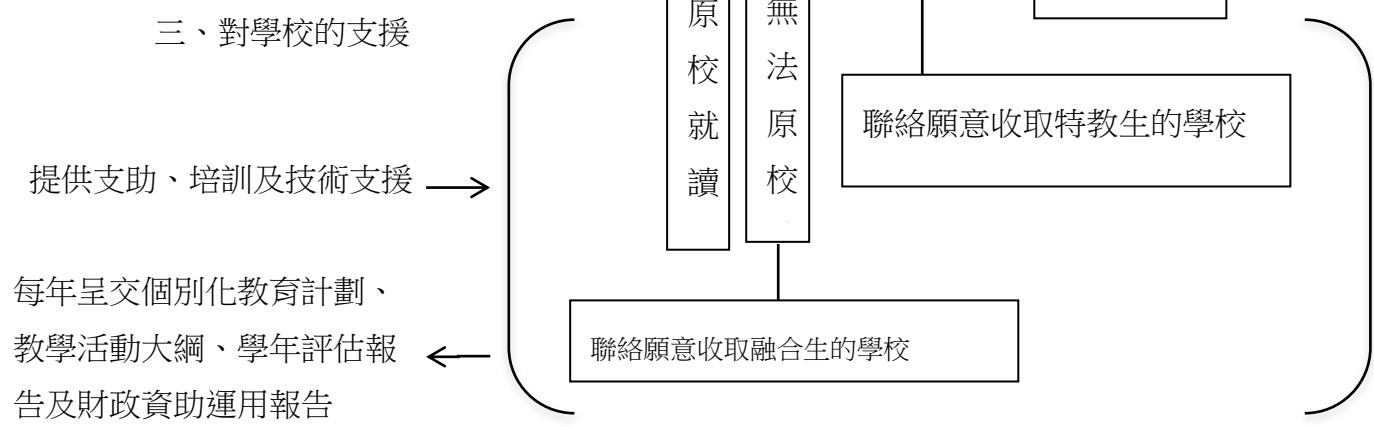 三、對學校的支援
提供支助、培訓及技術支援
每年呈交個別化教育計劃、
教學活動大綱、學年評估報
告及財政資助運用報告
原校就讀
無法原校
聯絡願意收取特教生的學校
聯絡願意收取融合生的學校